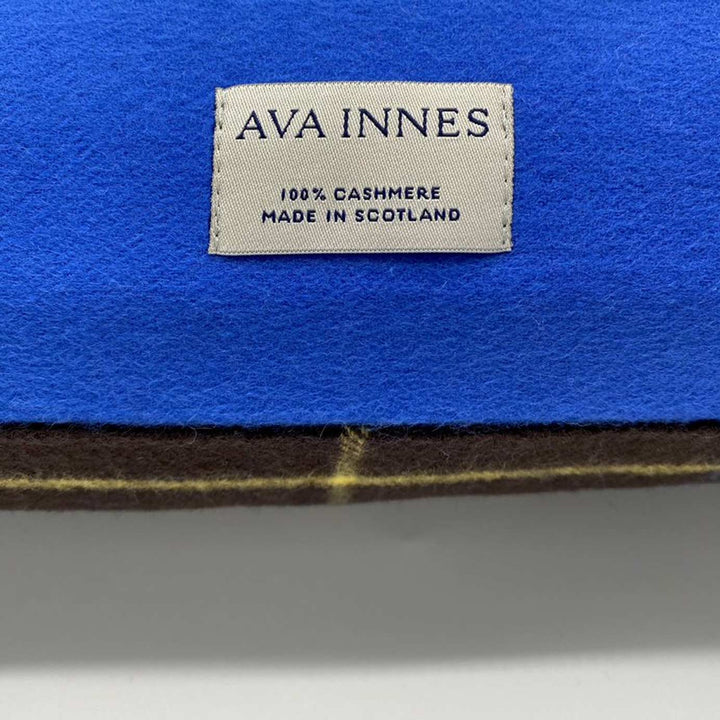 AVA INNES
100% CASHMERE
MADE IN SCOTLAND